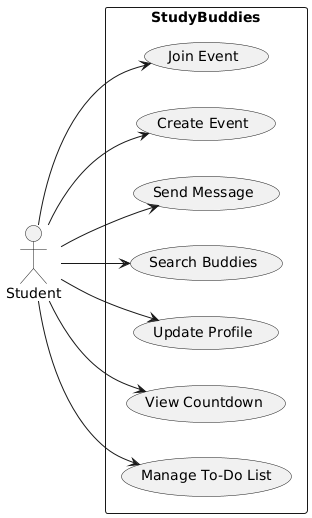 StudyBuddies
Join Event
Create Event
Send Message
Search Buddies
Student
Update Profile
View Countdown
Manage To-Do List